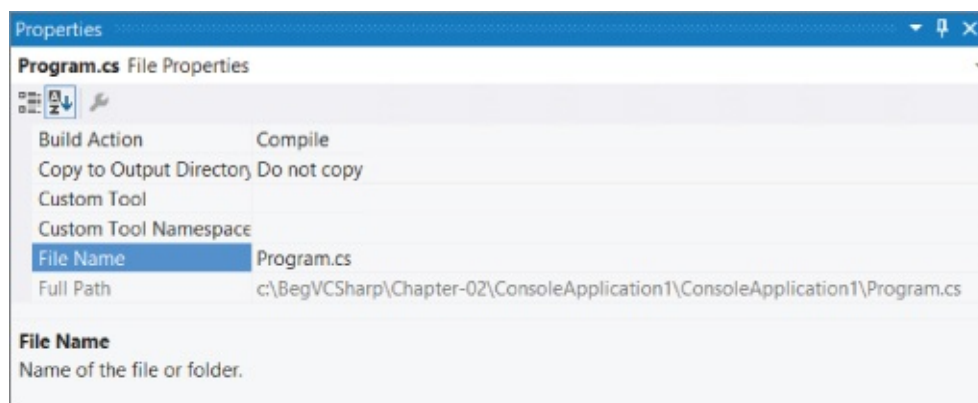 Properties
Program.cs File Properties
Build Action Compile
Copy to Output Directory Do not copy
Custom Tool
Custom Tool Namespace
File Name Program.cs
Full Path c:\BegVCSharp\Chapter-02\ConsoleApplication1\ConsoleApplication1\Program.cs
File Name
Name of the file or folder.